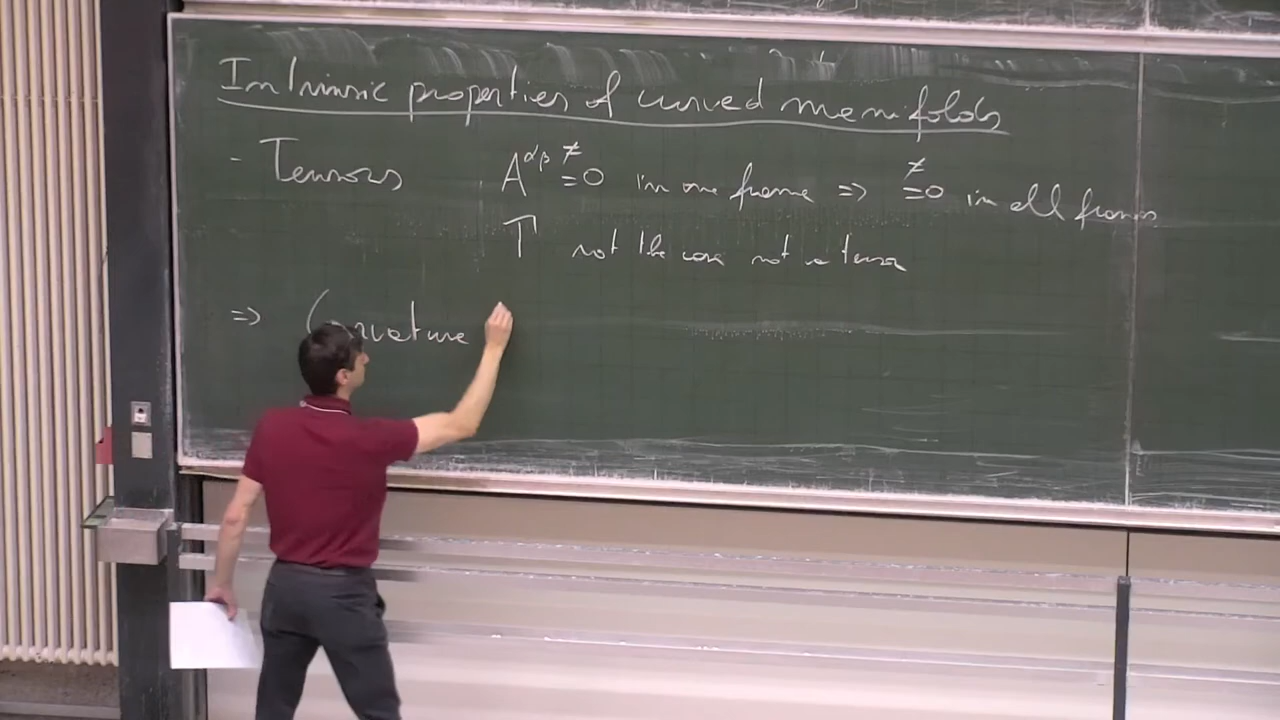 Intrinsic properties of curved manifolds
- Tensors A^{αβ} ≠ = 0 in one frame => ≠ = 0 in all frames
Γ not the case not a tensor
=> Curvature